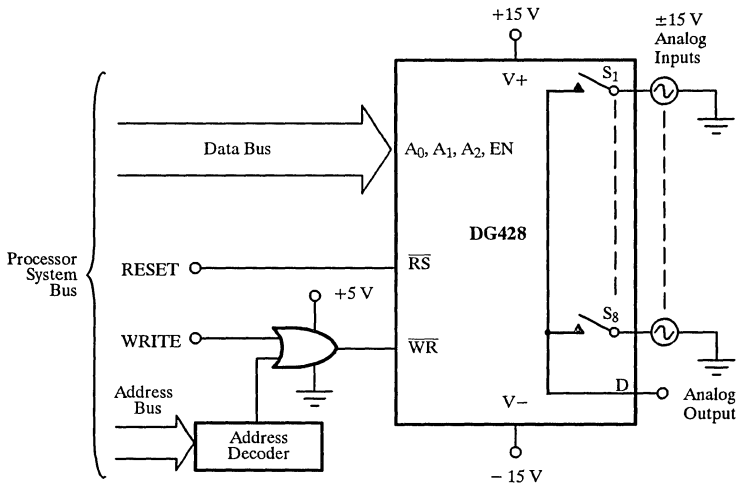 +15 V
±15 V
Analog
Inputs
V+
S1
Data Bus
A0, A1, A2, EN
DG428
Processor
System
Bus
RESET
RS
+5 V
WRITE
WR
S8
Address
Bus
D
Analog
Output
V−
Address
Decoder
− 15 V